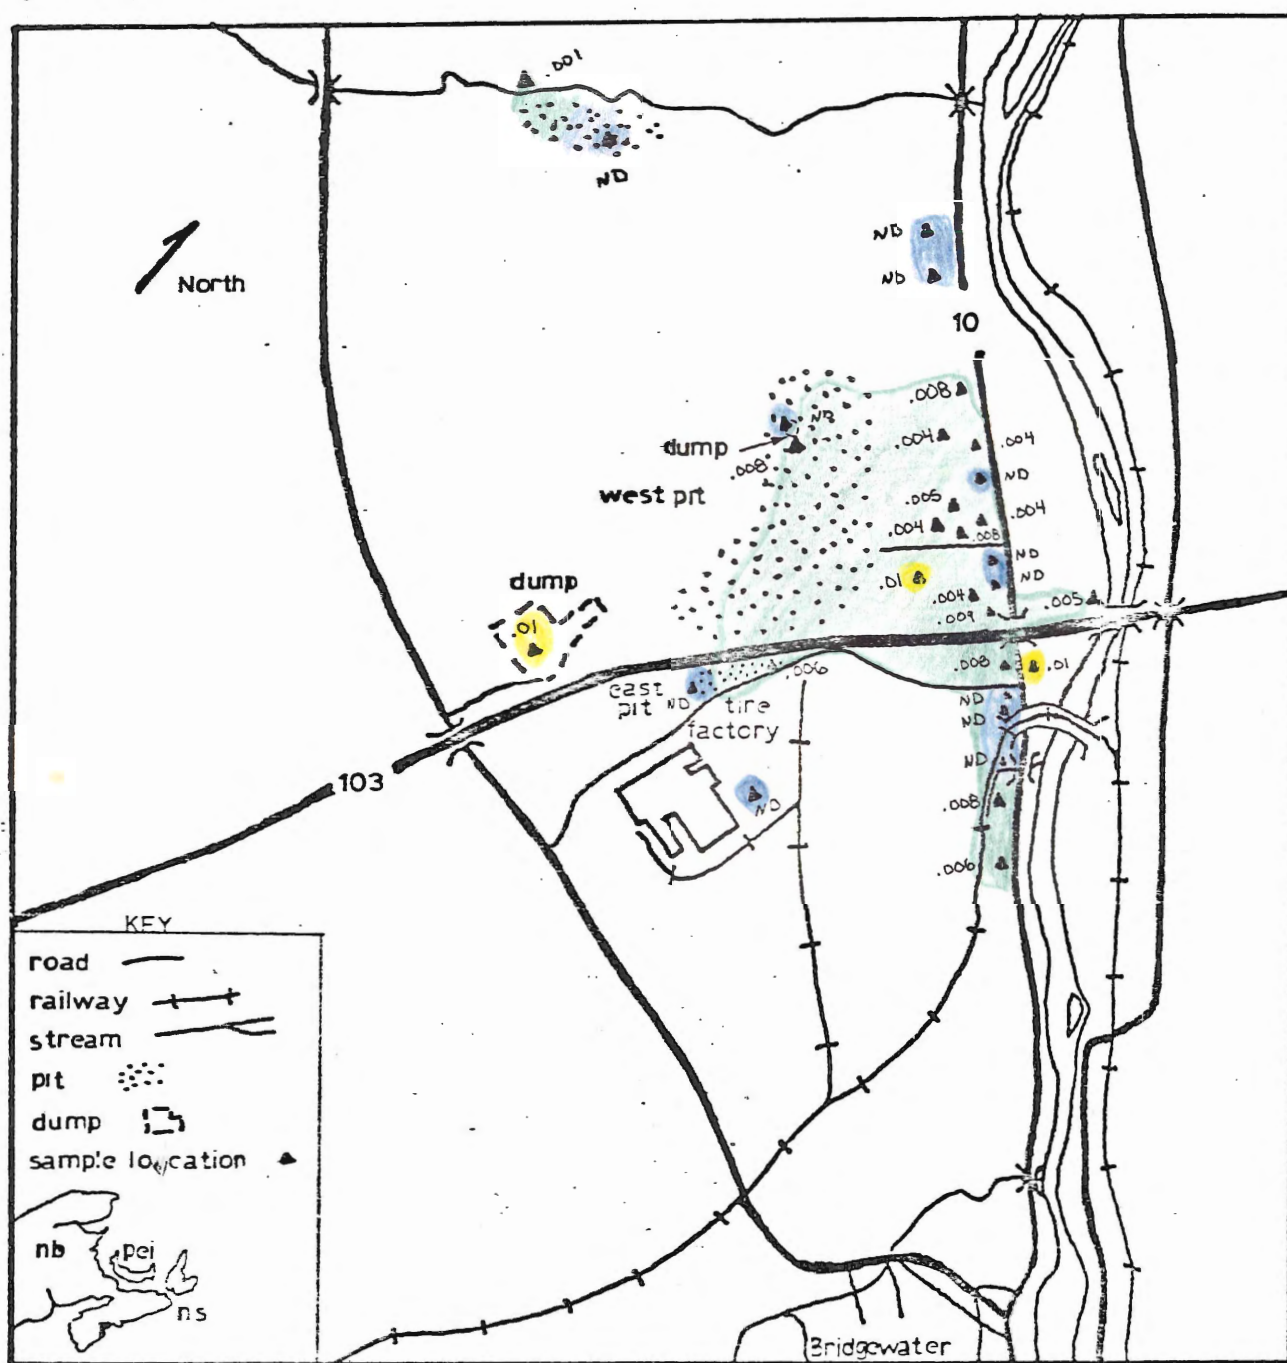 .001
ND
ND
ND
North
10
.008
ND
.004
.004
dump
.008
ND
west pit
.005
.004
.004
.008
ND
.01
ND
dump
.004
.005
.009
.01
.008
.01
.006
east
pit
ND
tire
factory
ND
ND
ND
103
ND
.008
.006
KEY
road
railway
stream
pit
dump
sample location
nb
pei
ns
Bridgewater